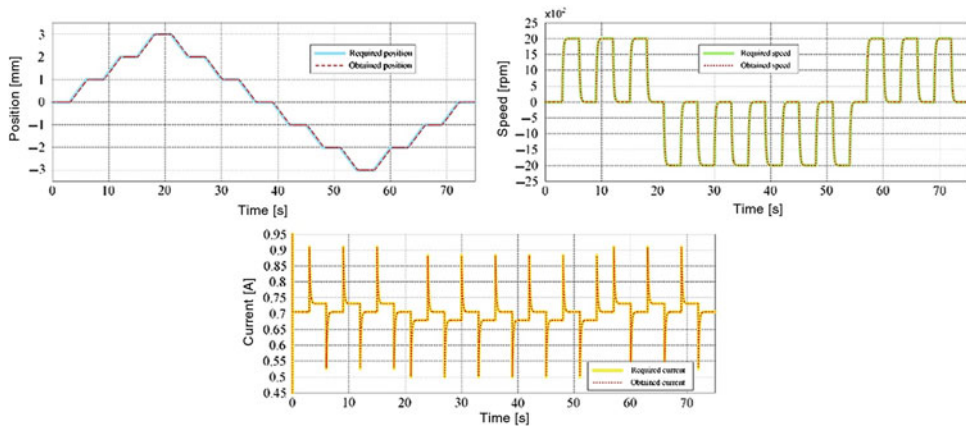 3
2
1
0
−1
−2
−3
Position [mm]
Required position
Obtained position
0 10 20 30 40 50 60 70
Time [s]
×10²
25
20
15
10
5
0
−5
−10
−15
−20
−25
Speed [rpm]
Required speed
Obtained speed
0 10 20 30 40 50 60 70
Time [s]
0.95
0.9
0.85
0.8
0.75
0.7
0.65
0.6
0.55
0.5
0.45
Current [A]
Required current
Obtained current
0 10 20 30 40 50 60 70
Time [s]